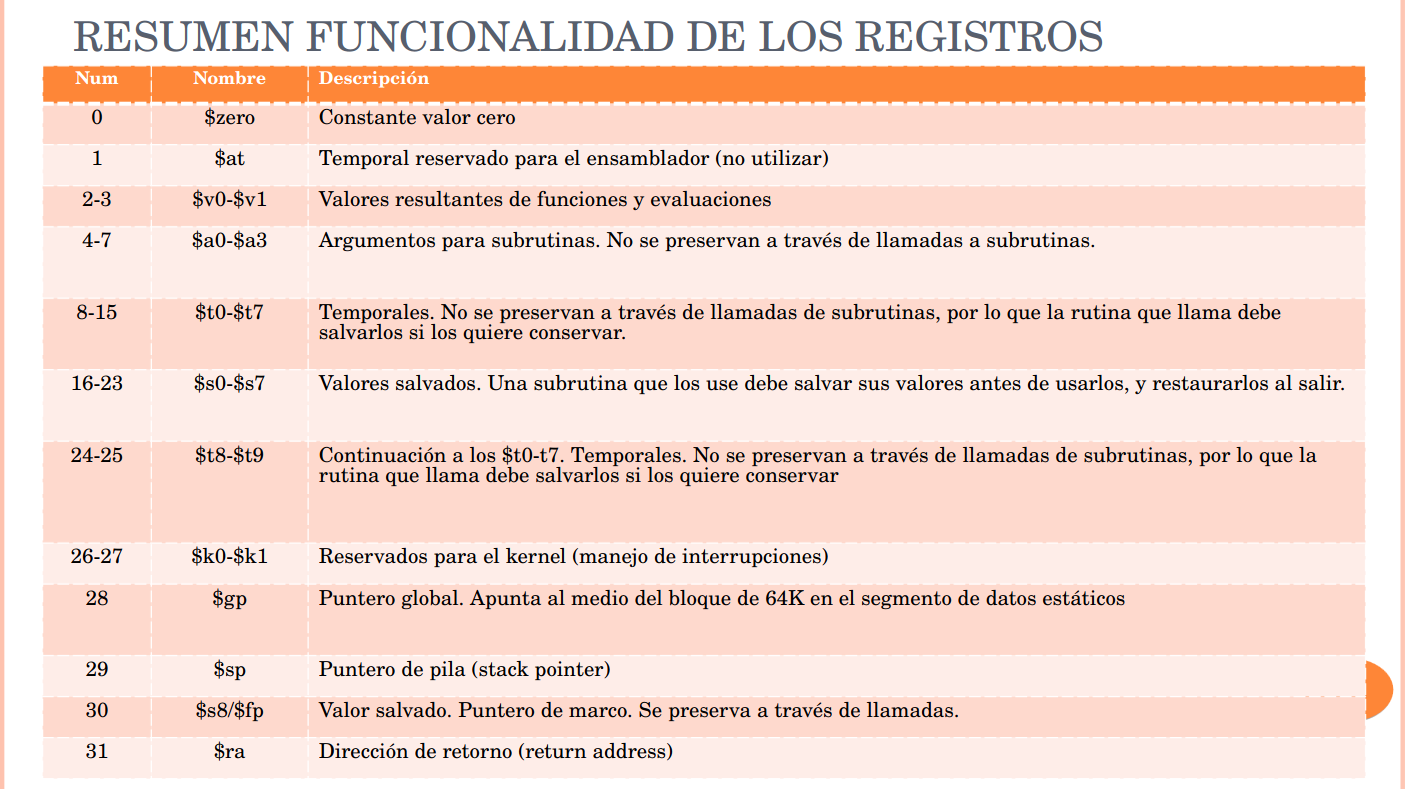 RESUMEN FUNCIONALIDAD DE LOS REGISTROS
Num Nombre Descripción
0 $zero Constante valor cero
1 $at Temporal reservado para el ensamblador (no utilizar)
2-3 $v0-$v1 Valores resultantes de funciones y evaluaciones
4-7 $a0-$a3 Argumentos para subrutinas. No se preservan a través de llamadas a subrutinas.
8-15 $t0-$t7 Temporales. No se preservan a través de llamadas de subrutinas, por lo que la rutina que llama debe
salvarlos si los quiere conservar.
16-23 $s0-$s7 Valores salvados. Una subrutina que los use debe salvar sus valores antes de usarlos, y restaurarlos al salir.
24-25 $t8-$t9 Continuación a los $t0-t7. Temporales. No se preservan a través de llamadas de subrutinas, por lo que la
rutina que llama debe salvarlos si los quiere conservar
26-27 $k0-$k1 Reservados para el kernel (manejo de interrupciones)
28 $gp Puntero global. Apunta al medio del bloque de 64K en el segmento de datos estáticos
29 $sp Puntero de pila (stack pointer)
30 $s8/$fp Valor salvado. Puntero de marco. Se preserva a través de llamadas.
31 $ra Dirección de retorno (return address)